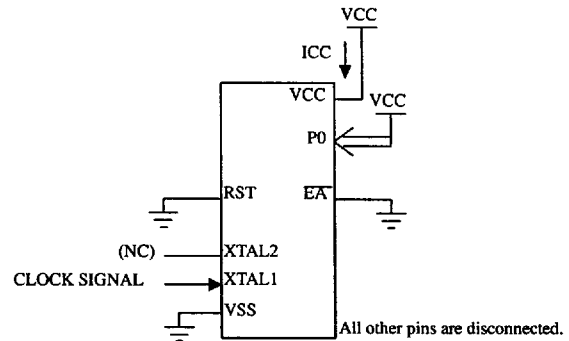 VCC
ICC
VCC
VCC
P0
RST
EA
(NC)
XTAL2
CLOCK SIGNAL
XTAL1
VSS
All other pins are disconnected.